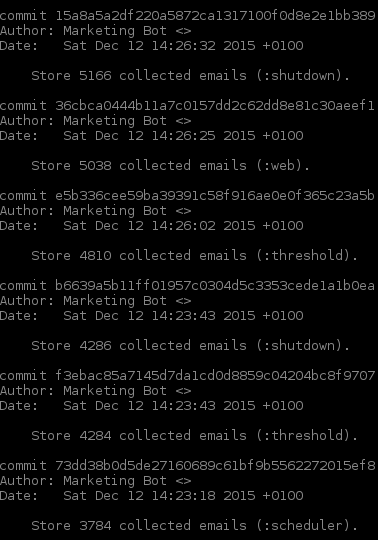 commit 15a8a5a2df220a5872ca1317100f0d8e2e1bb389
Author: Marketing Bot <>
Date:   Sat Dec 12 14:26:32 2015 +0100
Store 5166 collected emails (:shutdown).
commit 36cbca0444b11a7c0157dd2c62dd8e81c30aeef1
Author: Marketing Bot <>
Date:   Sat Dec 12 14:26:25 2015 +0100
Store 5038 collected emails (:web).
commit e5b336cee59ba39391c58f916ae0e0f365c23a5b
Author: Marketing Bot <>
Date:   Sat Dec 12 14:26:02 2015 +0100
Store 4810 collected emails (:threshold).
commit b6639a5b11ff01957c0304d5c3353cede1a1b0ea
Author: Marketing Bot <>
Date:   Sat Dec 12 14:23:43 2015 +0100
Store 4286 collected emails (:shutdown).
commit f3ebac85a7145d7da1cd0d8859c04204bc8f9707
Author: Marketing Bot <>
Date:   Sat Dec 12 14:23:43 2015 +0100
Store 4284 collected emails (:threshold).
commit 73dd38b0d5de27160689c61bf9b5562272015ef8
Author: Marketing Bot <>
Date:   Sat Dec 12 14:23:18 2015 +0100
Store 3784 collected emails (:scheduler).